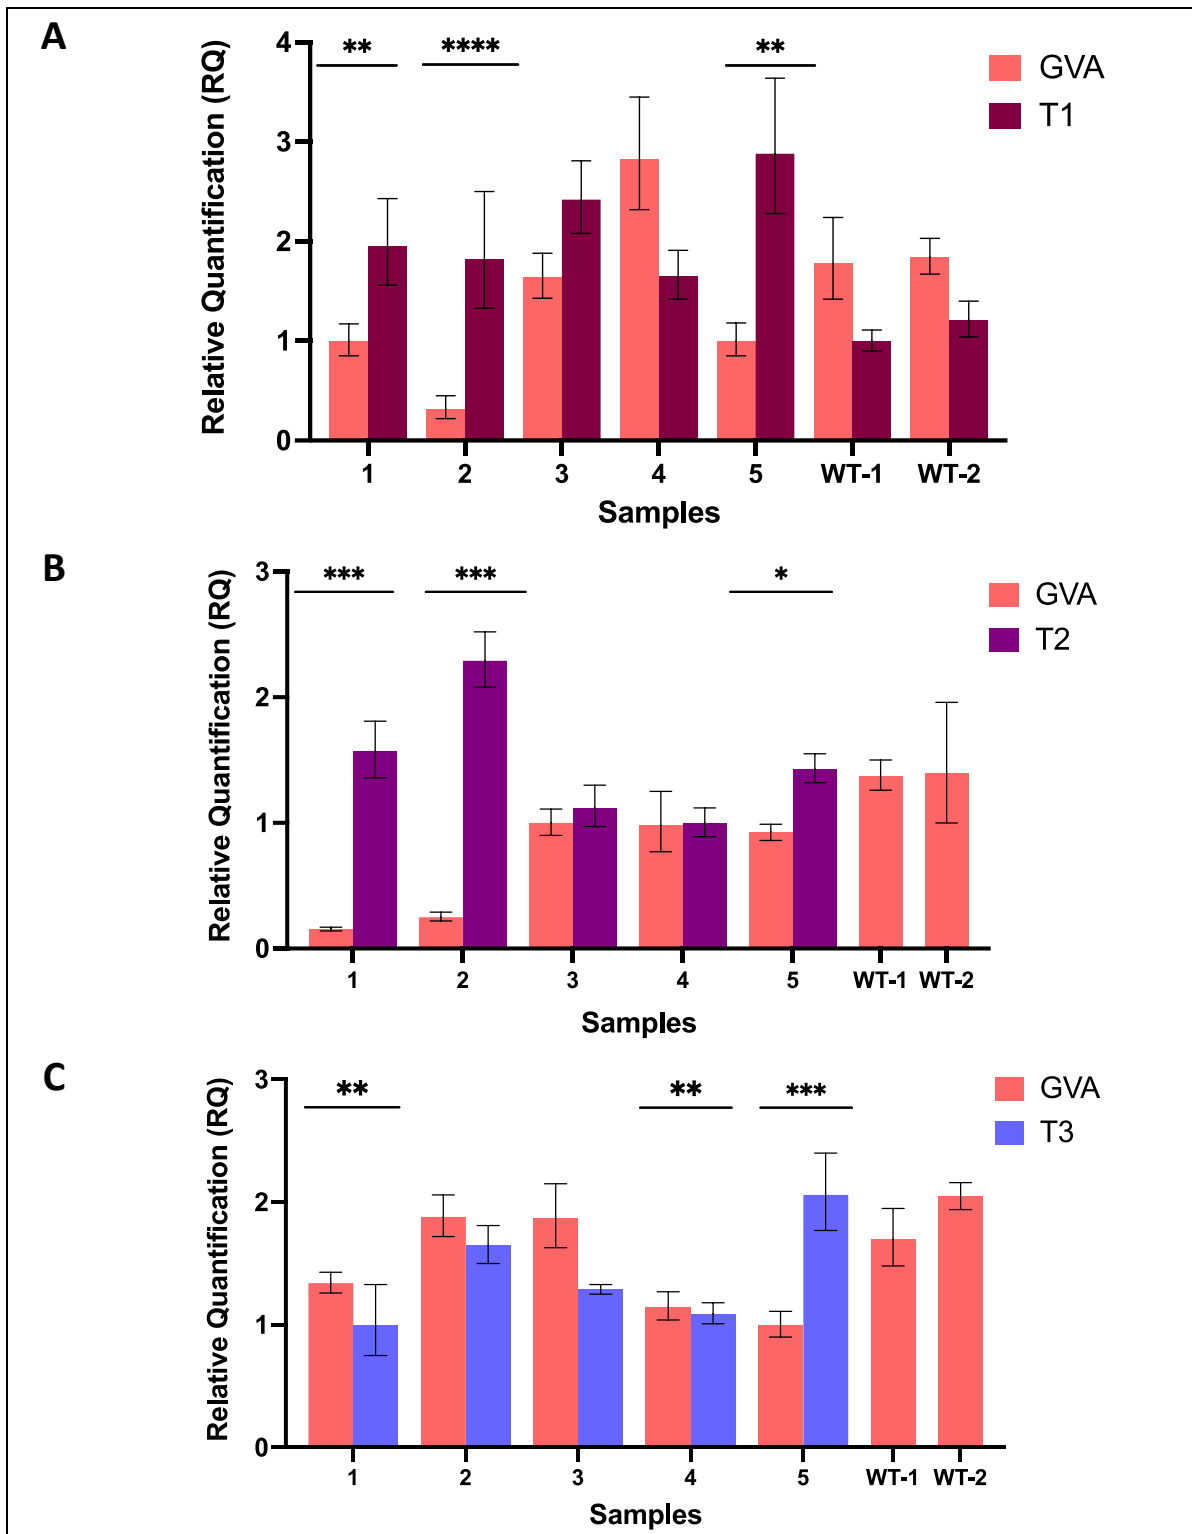 A
Relative Quantification (RQ)
4
3
2
1
0
** **** **
GVA
T1
1 2 3 4 5 WT-1 WT-2
Samples
B
Relative Quantification (RQ)
3
2
1
0
*** *** *
GVA
T2
1 2 3 4 5 WT-1 WT-2
Samples
C
Relative Quantification (RQ)
3
2
1
0
** ** ***
GVA
T3
1 2 3 4 5 WT-1 WT-2
Samples